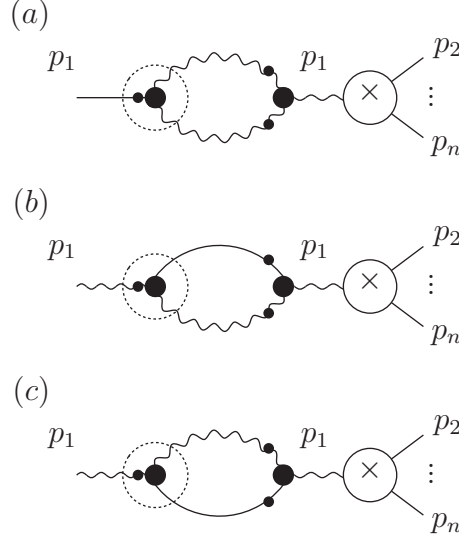 (a)
p₁ p₁ p₂
⋮
pₙ
(b)
p₁ p₁ p₂
⋮
pₙ
(c)
p₁ p₁ p₂
⋮
pₙ